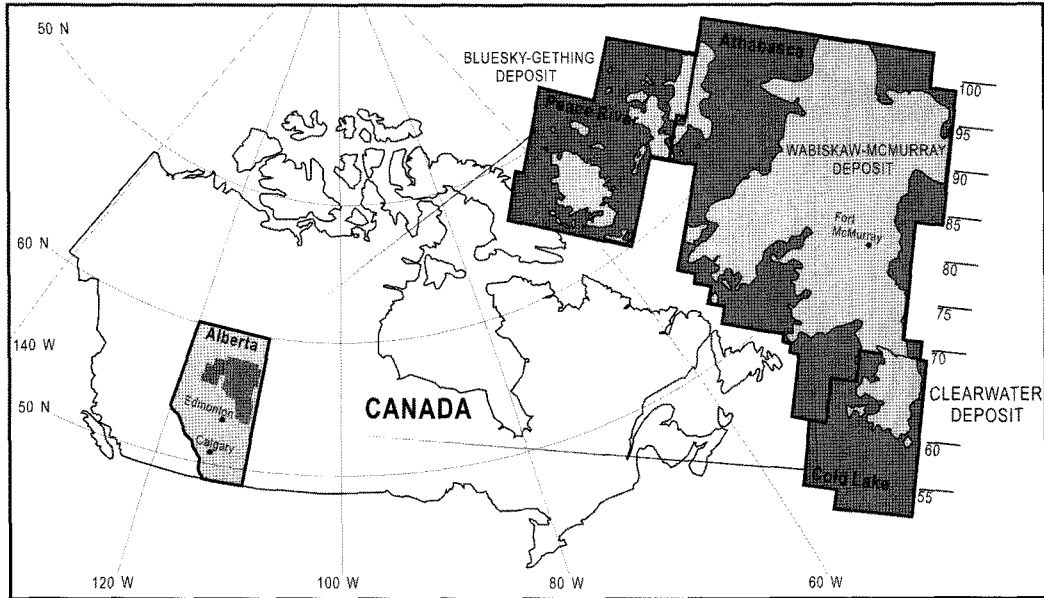 50 N
BLUESKY-GETHING
DEPOSIT
Athabasca
100
Peace River
95
WABISKAW-MCMURRAY
DEPOSIT
90
Fort
McMurray
85
80
60 N
75
140 W
Alberta
70
Edmonton
CANADA
CLEARWATER
DEPOSIT
50 N
Calgary
60
Cold Lake
55
120 W
100 W
80 W
60 W